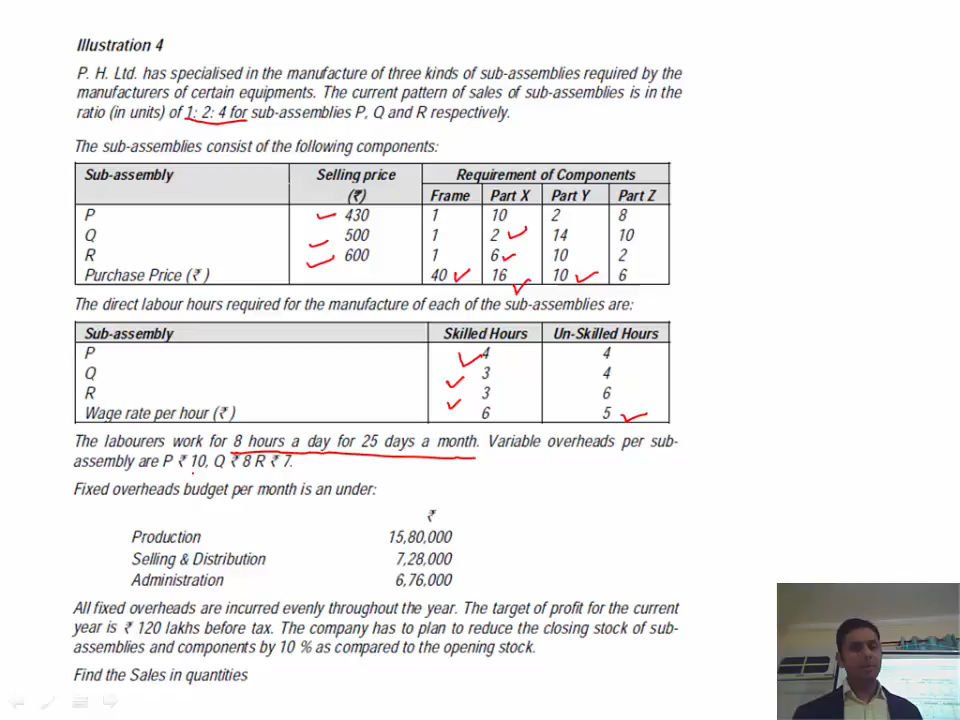 Illustration 4
P. H. Ltd. has specialised in the manufacture of three kinds of sub-assemblies required by the
manufacturers of certain equipments. The current pattern of sales of sub-assemblies is in the
ratio (in units) of 1: 2: 4 for sub-assemblies P, Q and R respectively.
The sub-assemblies consist of the following components:
Sub-assembly Selling price Requirement of Components
(₹) Frame Part X Part Y Part Z
P 430 1 10 2 8
Q 500 1 2 14 10
R 600 1 6 10 2
Purchase Price (₹ ) 40 16 10 6
The direct labour hours required for the manufacture of each of the sub-assemblies are:
Sub-assembly Skilled Hours Un-Skilled Hours
P 4 4
Q 3 4
R 3 6
Wage rate per hour (₹ ) 6 5
The labourers work for 8 hours a day for 25 days a month. Variable overheads per sub-
assembly are P ₹ 10, Q ₹ 8 R ₹ 7.
Fixed overheads budget per month is an under:
₹
Production 15,80,000
Selling & Distribution 7,28,000
Administration 6,76,000
All fixed overheads are incurred evenly throughout the year. The target of profit for the current
year is ₹ 120 lakhs before tax. The company has to plan to reduce the closing stock of sub-
assemblies and components by 10 % as compared to the opening stock.
Find the Sales in quantities